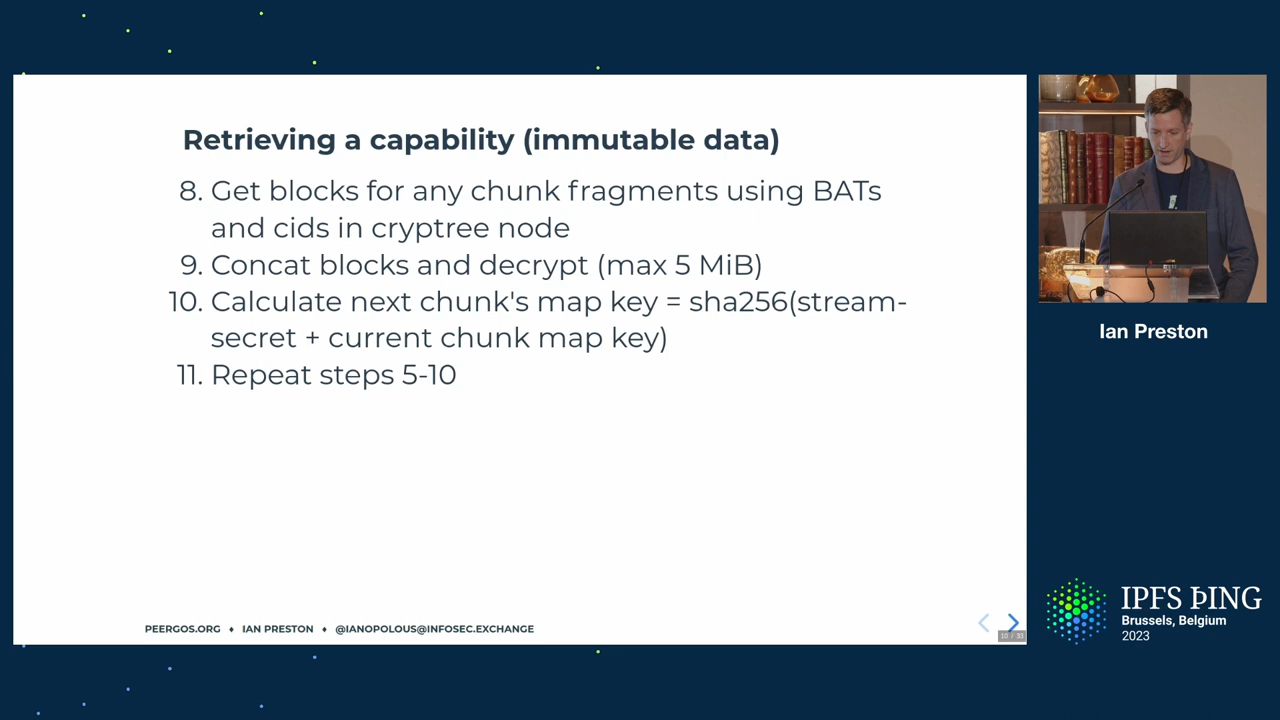 Retrieving a capability (immutable data)
8. Get blocks for any chunk fragments using BATs
and cids in cryptree node
9. Concat blocks and decrypt (max 5 MiB)
10. Calculate next chunk's map key = sha256(stream-
secret + current chunk map key)
11. Repeat steps 5-10
PEERGOS.ORG ♦ IAN PRESTON ♦ @IANOPOLOUS@INFOSEC.EXCHANGE
10 / 33
Ian Preston
IPFS ÞING
Brussels, Belgium
2023